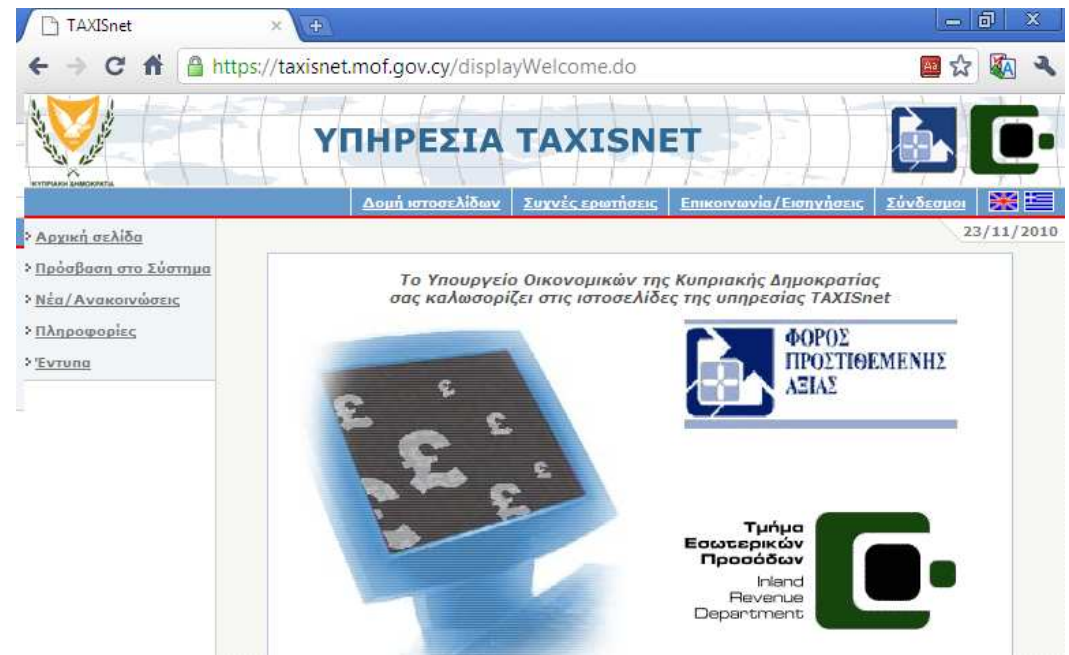 TAXISnet
https://taxisnet.mof.gov.cy/displayWelcome.do
ΚΥΠΡΙΑΚΗ ΔΗΜΟΚΡΑΤΙΑ
ΥΠΗΡΕΣΙΑ TAXISNET
Δομή ιστοσελίδων Συχνές ερωτήσεις Επικοινωνία/Εισηγήσεις Σύνδεσμοι
23/11/2010
Αρχική σελίδα
Πρόσβαση στο Σύστημα
Νέα/Ανακοινώσεις
Πληροφορίες
Έντυπα
Το Υπουργείο Οικονομικών της Κυπριακής Δημοκρατίας
σας καλωσορίζει στις ιστοσελίδες της υπηρεσίας TAXISnet
ΦΟΡΟΣ
ΠΡΟΣΤΙΘΕΜΕΝΗΣ
ΑΞΙΑΣ
£ £ £ £ £ £ £
Τμήμα
Εσωτερικών
Προσόδων
Inland
Revenue
Department